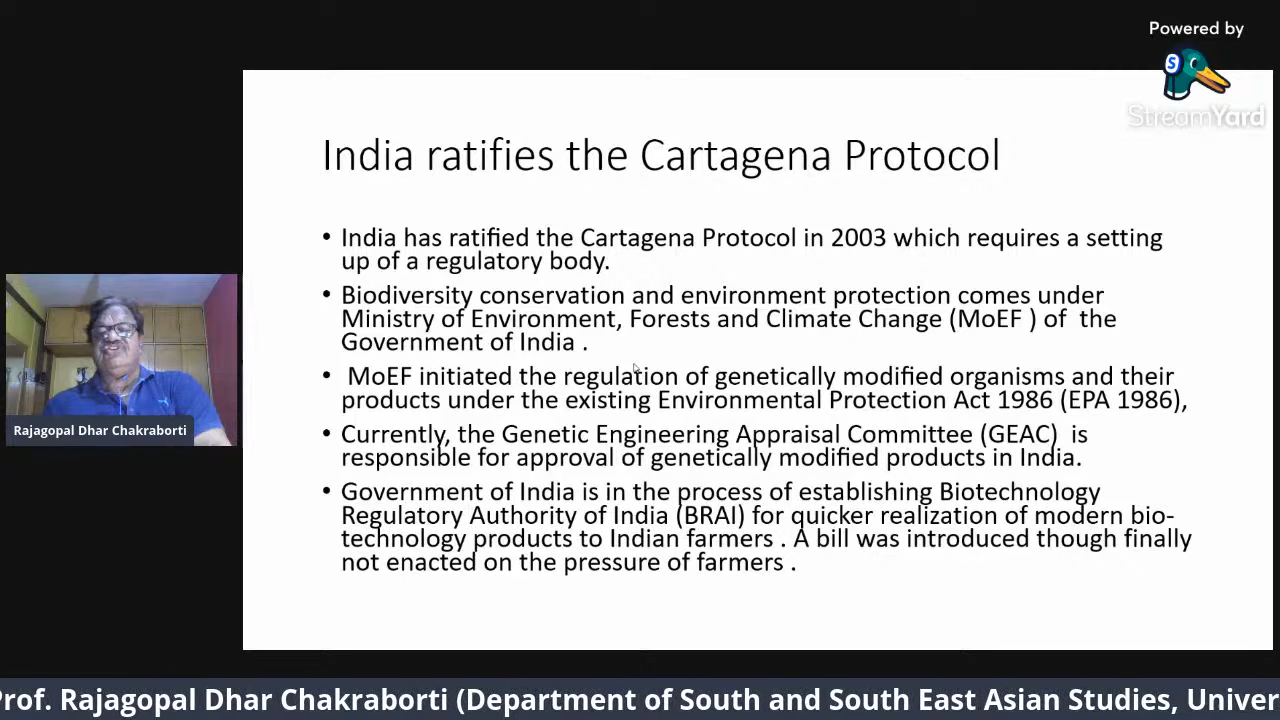 Powered by
StreamYard
India ratifies the Cartagena Protocol
• India has ratified the Cartagena Protocol in 2003 which requires a setting
up of a regulatory body.
• Biodiversity conservation and environment protection comes under
Ministry of Environment, Forests and Climate Change (MoEF ) of the
Government of India .
• MoEF initiated the regulation of genetically modified organisms and their
products under the existing Environmental Protection Act 1986 (EPA 1986),
• Currently, the Genetic Engineering Appraisal Committee (GEAC) is
responsible for approval of genetically modified products in India.
• Government of India is in the process of establishing Biotechnology
Regulatory Authority of India (BRAI) for quicker realization of modern bio-
technology products to Indian farmers . A bill was introduced though finally
not enacted on the pressure of farmers .
Rajagopal Dhar Chakraborti
Prof. Rajagopal Dhar Chakraborti (Department of South and South East Asian Studies, Univer